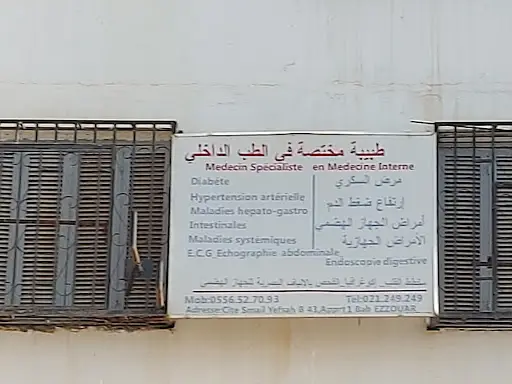 طبيبة مختصة في الطب الداخلي
Medecin Spécialiste en Medecine Interne
Diabète
مرض السكري
Hypertension artérielle
إرتفاع ضغط الدم
Maladies hepato-gastro
Intestinales
أمراض الجهاز الهضمي
Maladies systémiques
الأمراض الجهازية
E.C.G Echographie abdominale
Endoscopie digestive
Mob:0556.52.70.93
Tél:021.249.249
Adresse:Cite Smail Yefsah B 41,Apprt1 Bab EZZOUAR